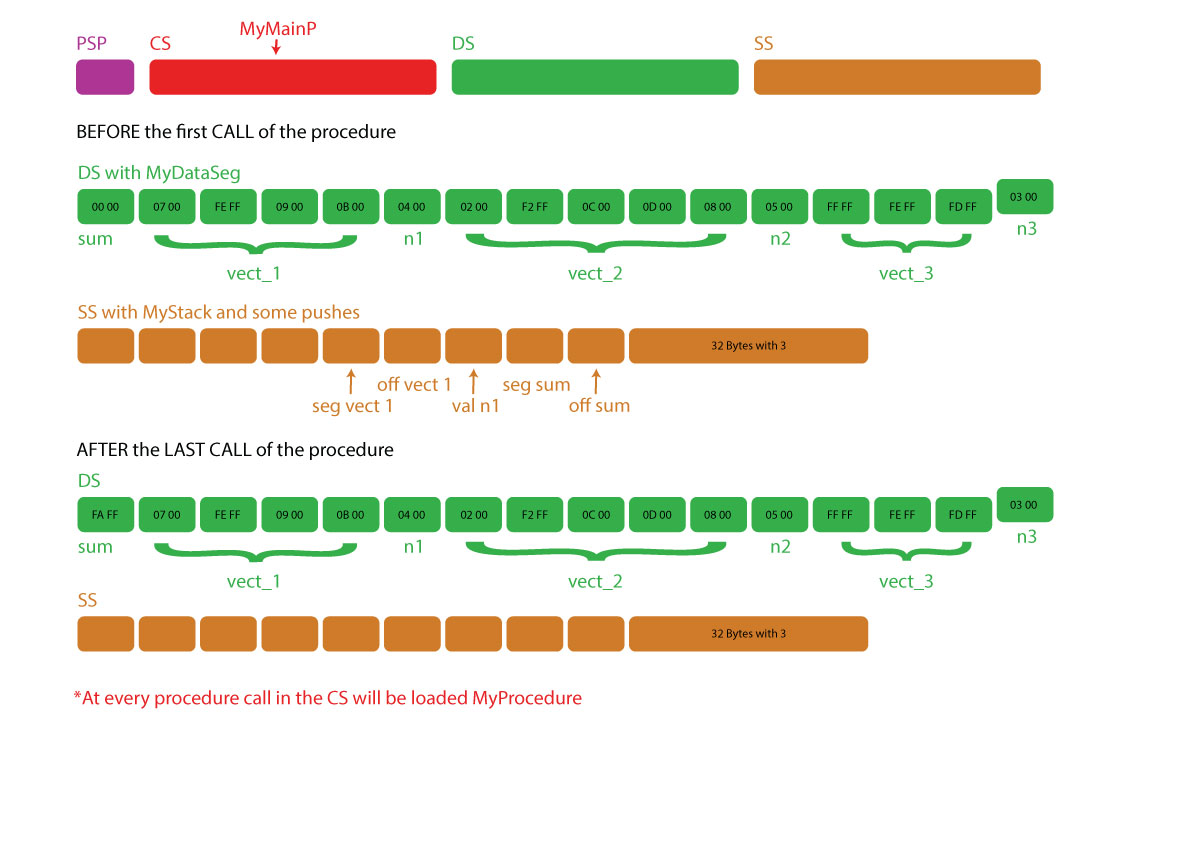 MyMainP
PSP CS DS SS
BEFORE the first CALL of the procedure
DS with MyDataSeg
00 00 07 00 FE FF 09 00 0B 00 04 00 02 00 F2 FF 0C 00 0D 00 08 00 05 00 FF FF FE FF FD FF 03 00
sum n1 n2 n3
vect_1 vect_2 vect_3
SS with MyStack and some pushes
32 Bytes with 3
off vect 1 seg sum
seg vect 1 val n1 off sum
AFTER the LAST CALL of the procedure
DS
FA FF 07 00 FE FF 09 00 0B 00 04 00 02 00 F2 FF 0C 00 0D 00 08 00 05 00 FF FF FE FF FD FF 03 00
sum n1 n2 n3
vect_1 vect_2 vect_3
SS
32 Bytes with 3
*At every procedure call in the CS will be loaded MyProcedure